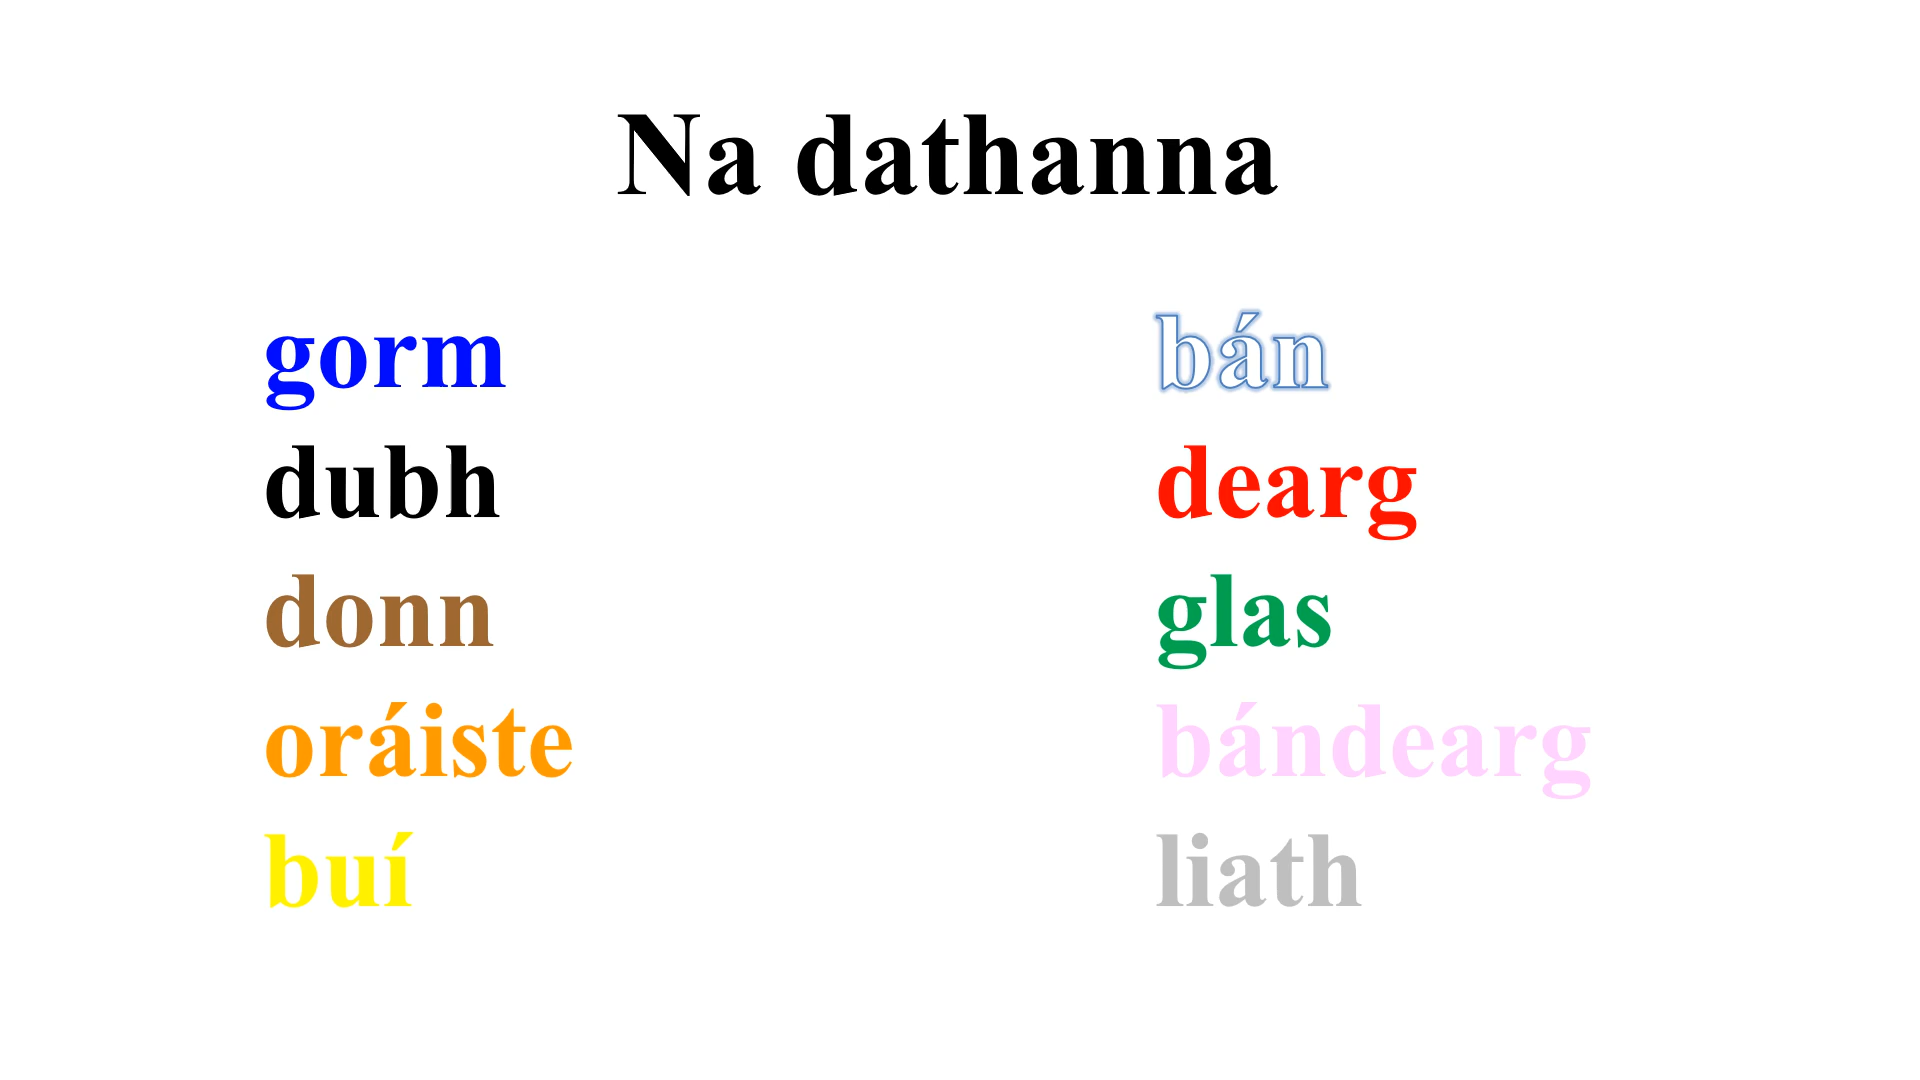 Na dathanna
gorm
dubh
donn
oráiste
buí
bán
dearg
glas
bándearg
liath